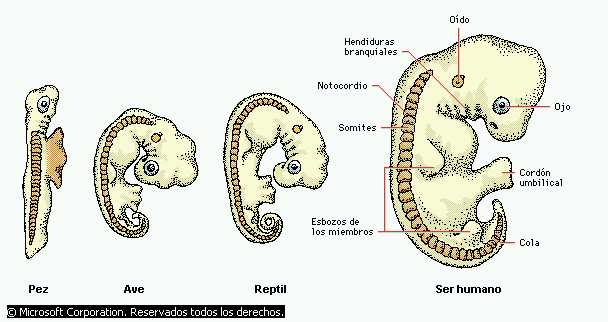 Oído
Hendiduras
branquiales
Notocordio
Ojo
Somites
Cordón
umbilical
Esbozos de
los miembros
Cola
Pez
Ave
Reptil
Ser humano
© Microsoft Corporation. Reservados todos los derechos.